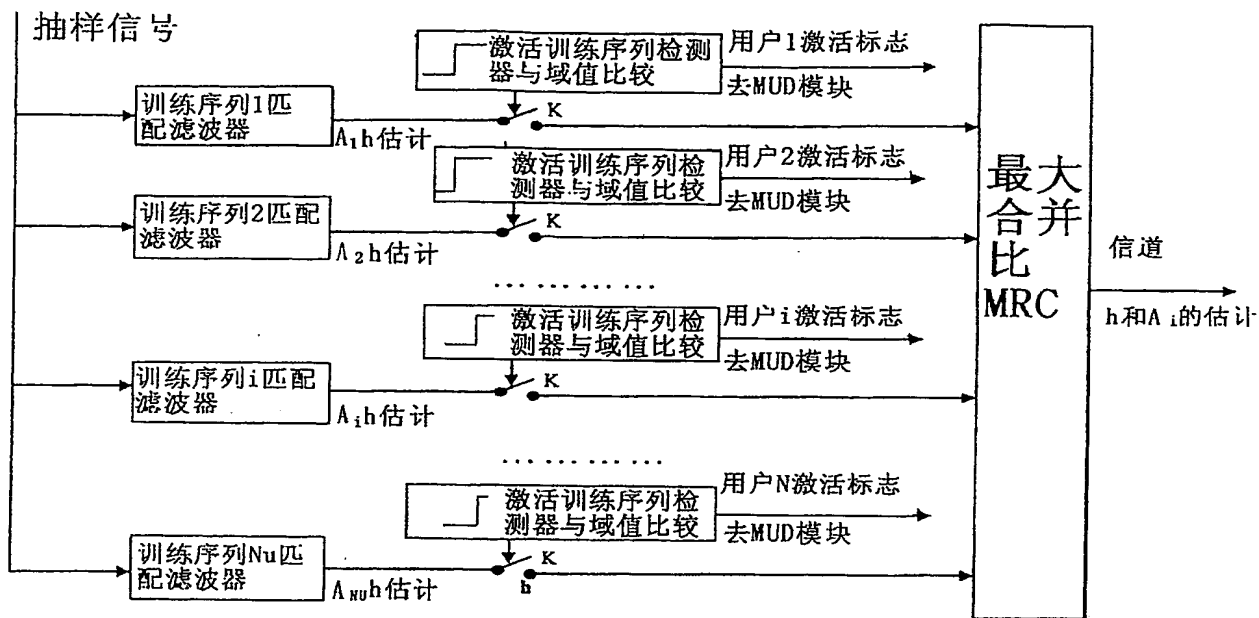 抽样信号
激活训练序列检测
器与域值比较
用户1激活标志
去MUD模块
训练序列1匹
配滤波器
A₁h估计
K
激活训练序列检
测器与域值比较
用户2激活标志
去MUD模块
训练序列2匹配
滤波器
A₂h估计
K
…………
激活训练序列检
测器与域值比较
用户i激活标志
去MUD模块
训练序列i匹配
滤波器
Aᵢh估计
K
…………
激活训练序列检
测器与域值比较
用户N激活标志
去MUD模块
训练序列Nu匹
配滤波器
A_NU h估计
K
h
最大
合并
比
MRC
信道
h和A i的估计